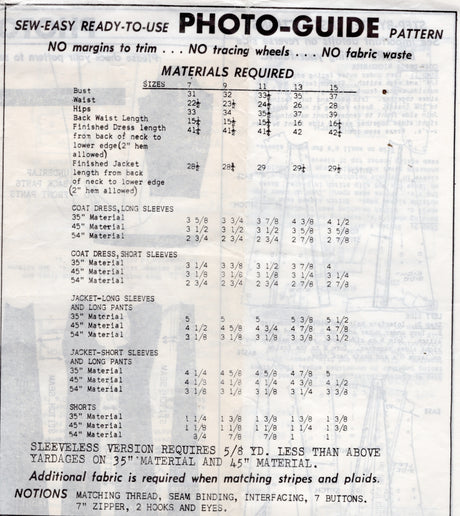 SEW-EASY READY-TO-USE PHOTO-GUIDE PATTERN
NO margins to trim . . . NO tracing wheels . . . NO fabric waste
MATERIALS REQUIRED
SIZES 7 9 11 13 15
Bust 31 32 33½ 35 37
Waist 22½ 23½ 24½ 26 28
Hips 33 34 35½ 37 39
Back Waist Length 15½ 15½ 16 16½
Finished Dress length
from back of neck to 41½ 41½ 42 42½
lower edge(2" hem
allowed)
Finished Jacket
length from back 28½ 29 29½
of neck to lower edge
(2" hem allowed)
COAT DRESS,LONG SLEEVES
35" Material 3 5/8 3 3/4 3 7/8 4 3/8 4 1/2
45" Material 3 1/2 3 1/2 3 1/2 3 5/8 3 5/8
54" Material 2 3/4 2 3/4 2 3/4 2 7/8 2 7/8
COAT DRESS,SHORT SLEEVES
35" Material 3 1/4 3 3/8 3 1/2 3 7/8 4
45" Material 3 1/8 3 1/8 3 1/8 3 1/4 3 1/4
54" Material 2 3/4 2 3/4 2 3/4 2 7/8 2 7/8
JACKET-LONG SLEEVES
AND LONG PANTS
35" Material 5 5 5 5 3/8 5 1/2
45" Material 4 1/2 4 5/8 4 3/4 4 7/8 4 7/8
54" Material 3 1/8 3 1/8 3 1/8 3 3/8 3 3/8
JACKET-SHORT SLEEVES
AND LONG PANTS
35" Material 4 1/4 4 5/8 4 5/8 4 7/8 5
45" Material 4 1/8 4 1/8 4 1/4 4 3/8 4 1/2
54" Material 3 1/8 3 1/8 3 1/8 3 3/8 3 3/8
SHORTS
35" Material 1 1/4 1 3/8 1 3/8 1 3/8 1 3/8
45" Material 1 1/8 1 1/8 1 1/8 1 1/4 1 3/8
54" Material 3/4 7/8 7/8 1 1
SLEEVELESS VERSION REQUIRES 5/8 YD. LESS THAN ABOVE
YARDAGES ON 35" MATERIAL AND 45" MATERIAL.
Additional fabric is required when matching stripes and plaids.
NOTIONS MATCHING THREAD, SEAM BINDING, INTERFACING, 7 BUTTONS.
7" ZIPPER, 2 HOOKS AND EYES.